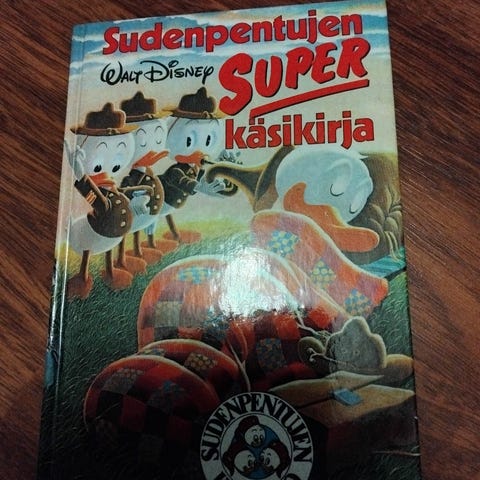 Sudenpentujen
WALT DISNEY
SUPER
käsikirja
SUDENPENTUJEN